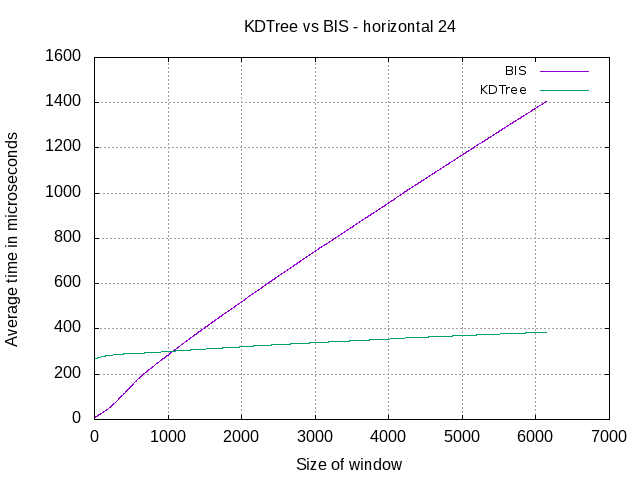 KDTree vs BIS - horizontal 24
1600
1400
1200
1000
800
600
400
200
0
Average time in microseconds
BIS
KDTree
0 1000 2000 3000 4000 5000 6000 7000
Size of window